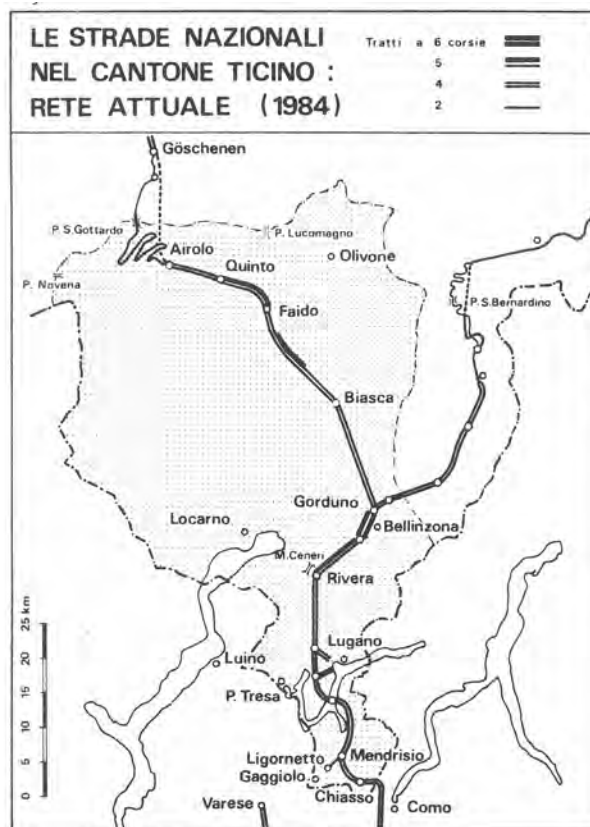 LE STRADE NAZIONALI
NEL CANTONE TICINO :
RETE ATTUALE (1984)
Tratti a 6 corsie
5
4
2
Göschenen
P. S.Gottardo
P. Lucomagno
Airolo
Olivone
Quinto
P. Novena
P.S.Bernardino
Faido
Biasca
Gorduno
Locarno
Bellinzona
M.Ceneri
Rivera
25 km
20
15
10
5
0
Lugano
Luino
P. Tresa
Ligornetto
Mendrisio
Gaggiolo
Chiasso
Varese
Como